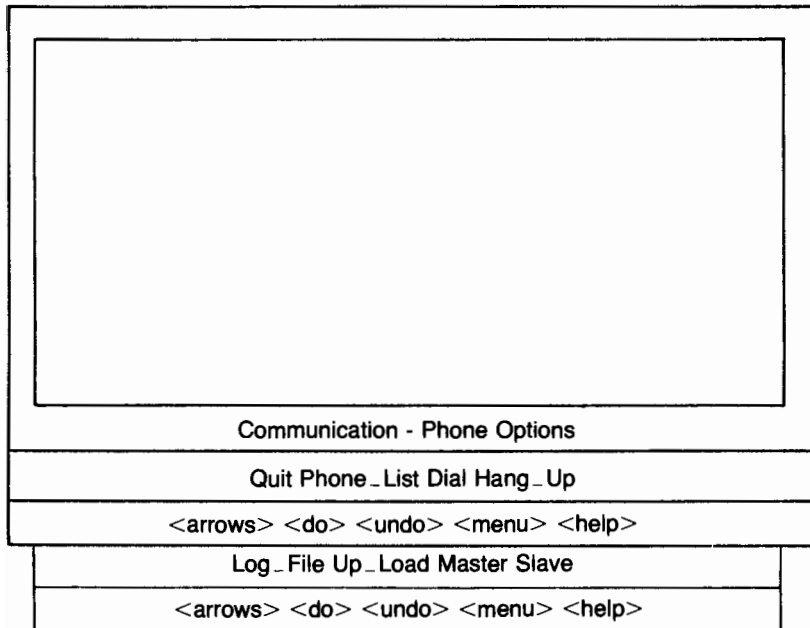 Communication - Phone Options
Quit Phone_List Dial Hang_Up
<arrows> <do> <undo> <menu> <help>
Log_File Up_Load Master Slave
<arrows> <do> <undo> <menu> <help>